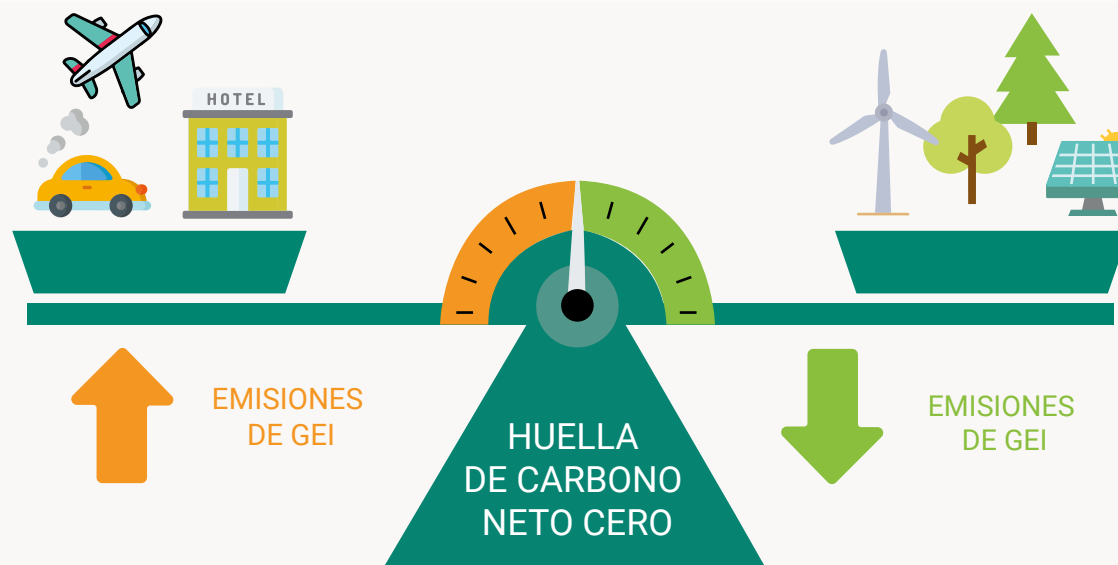 HOTEL
EMISIONES
DE GEI
HUELLA
DE CARBONO
NETO CERO
EMISIONES
DE GEI